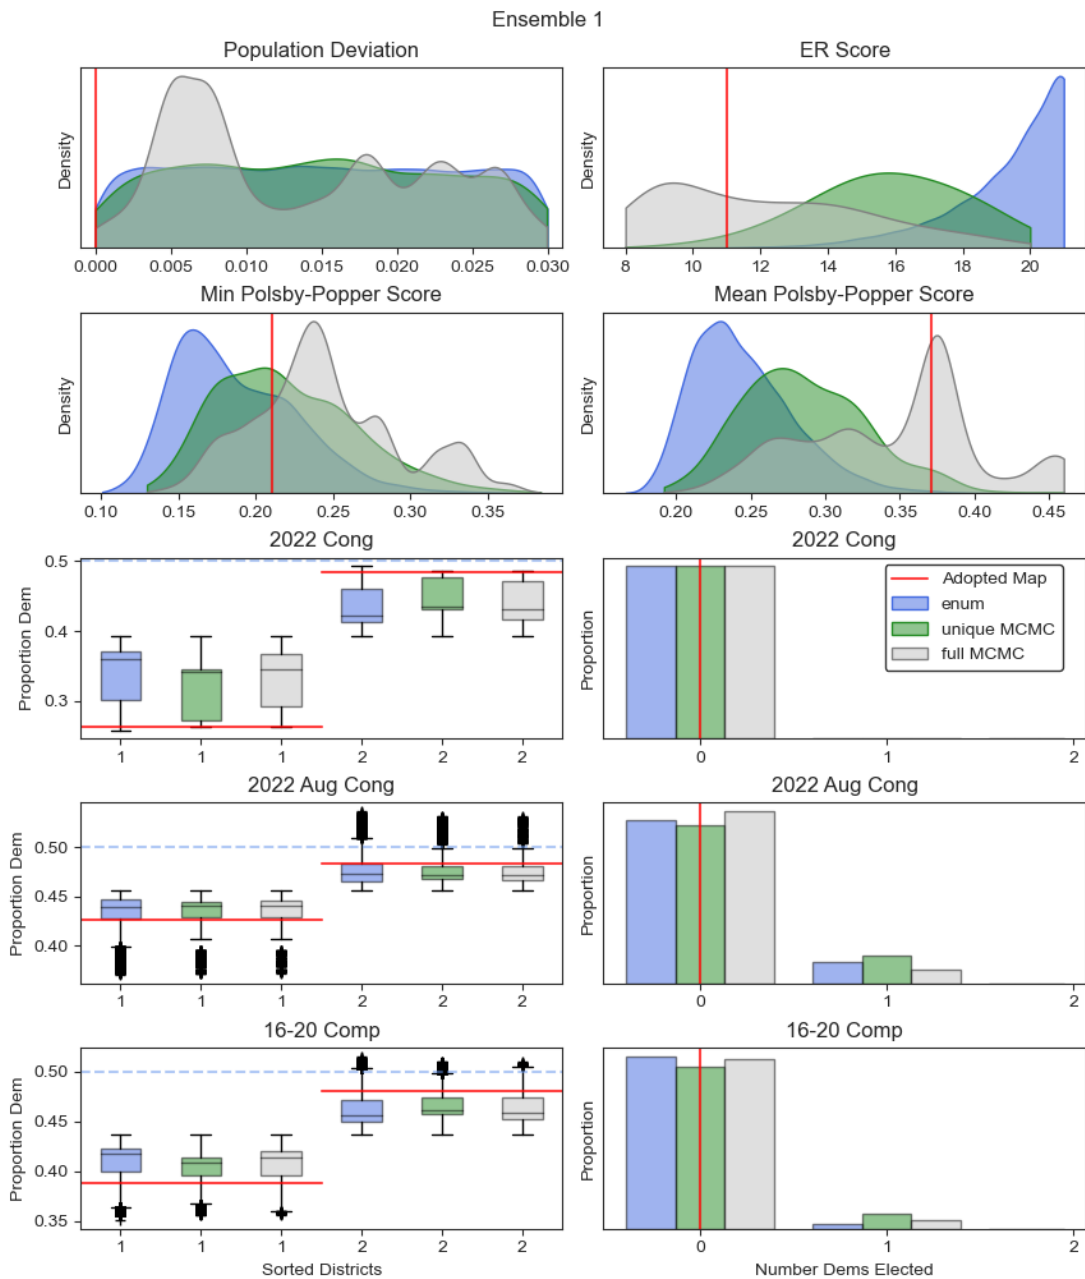 Ensemble 1
Population Deviation
ER Score
Density
Density
0.000 0.005 0.010 0.015 0.020 0.025 0.030
8 10 12 14 16 18 20
Min Polsby-Popper Score
Mean Polsby-Popper Score
Density
Density
0.10 0.15 0.20 0.25 0.30 0.35
0.20 0.25 0.30 0.35 0.40 0.45
2022 Cong
2022 Cong
Proportion Dem
0.5
0.4
0.3
1 1 1 2 2 2
Proportion
Adopted Map
enum
unique MCMC
full MCMC
0 1 2
2022 Aug Cong
2022 Aug Cong
Proportion Dem
0.50
0.45
0.40
1 1 1 2 2 2
Proportion
0 1 2
16-20 Comp
16-20 Comp
Proportion Dem
0.50
0.45
0.40
0.35
1 1 1 2 2 2
Sorted Districts
Proportion
0 1 2
Number Dems Elected